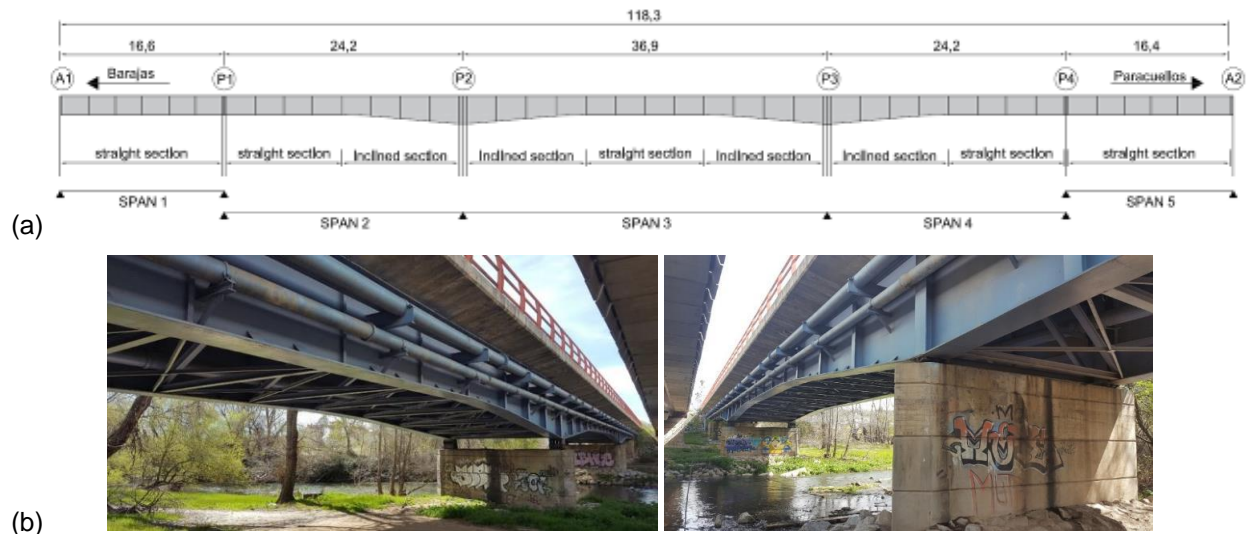 118,3
16,6 24,2 36,9 24,2 16,4
A1 Barajas P1 P2 P3 P4 Paracuellos A2
straight section straight section inclined section inclined section straight section inclined section inclined section straight section straight section
SPAN 1 SPAN 5
SPAN 2 SPAN 3 SPAN 4
(a)
(b)